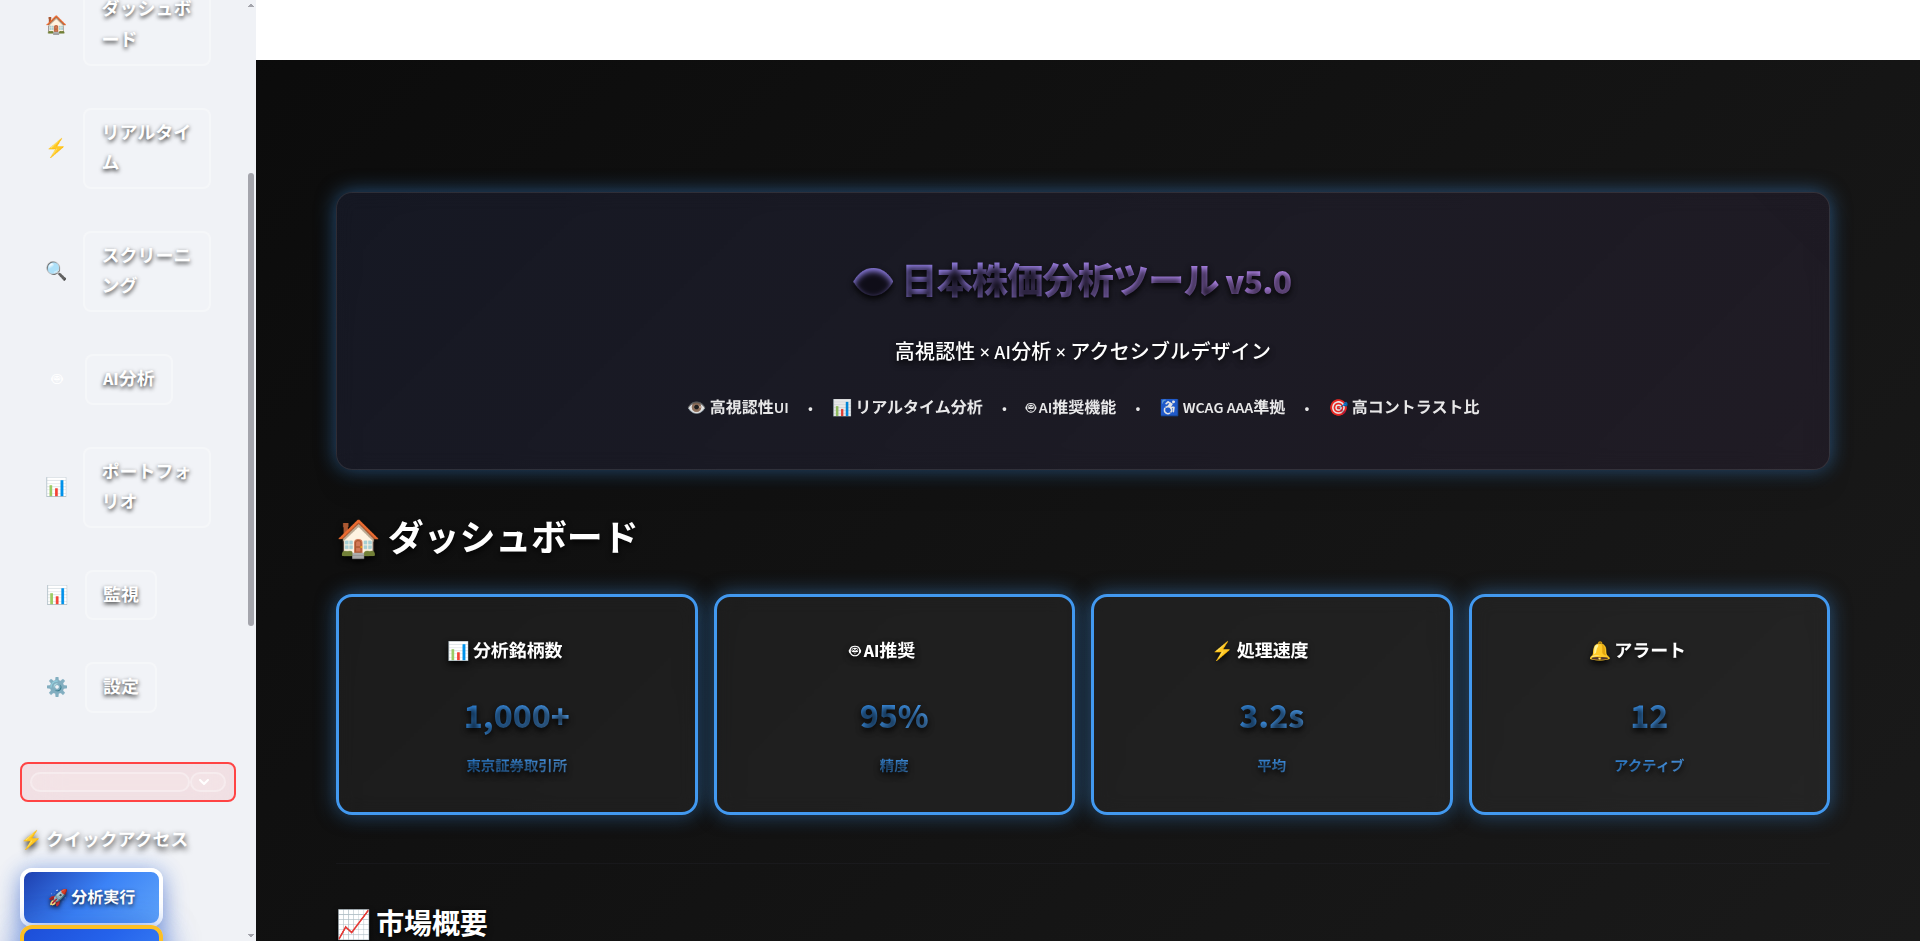 ダッシュボ
ード
リアルタイ
ム
スクリーニ
ング
AI分析
ポートフォ
リオ
監視
設定
クイックアクセス
分析実行
日本株価分析ツール v5.0
高視認性 × AI分析 × アクセシブルデザイン
高視認性UI • リアルタイム分析 • AI推奨機能 • WCAG AAA準拠 • 高コントラスト比
ダッシュボード
分析銘柄数
1,000+
東京証券取引所
AI推奨
95%
精度
処理速度
3.2s
平均
アラート
12
アクティブ
市場概要